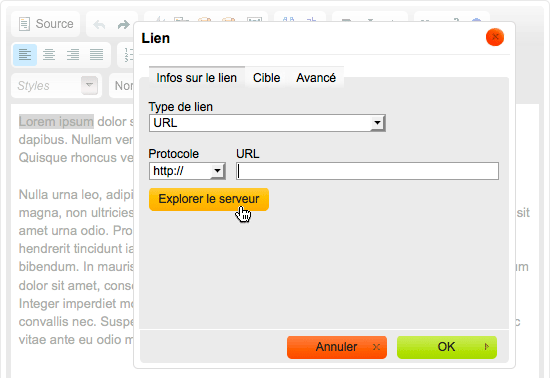 Source
Lien
Infos sur le lien Cible Avancé
Styles
Type de lien
URL
Lorem ipsum dolor s
dapibus. Nullam ver
Quisque rhoncus ve
Protocole URL
http://
Explorer le serveur
Nulla urna leo, adipi
magna, non ultricies sit
amet urna odio. Pro
hendrerit tincidunt ia
bibendum. In mauris um
dolor sit amet, conse
Integer imperdiet mo
convallis nec. Suspe
vitae ante eu odio m
Annuler OK